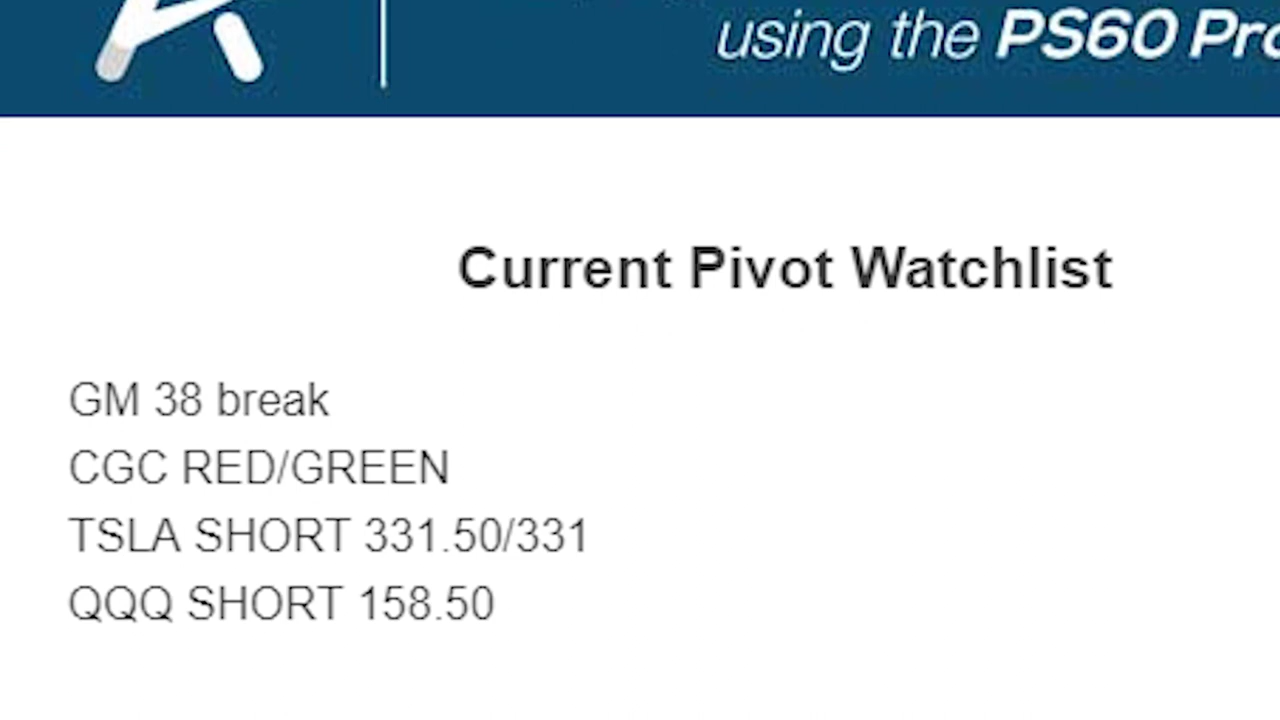 using the PS60
Current Pivot Watchlist
GM 38 break
CGC RED/GREEN
TSLA SHORT 331.50/331
QQQ SHORT 158.50